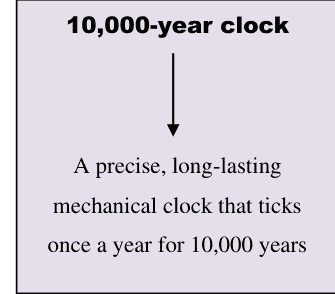 10,000-year clock
A precise, long-lasting
mechanical clock that ticks
once a year for 10,000 years